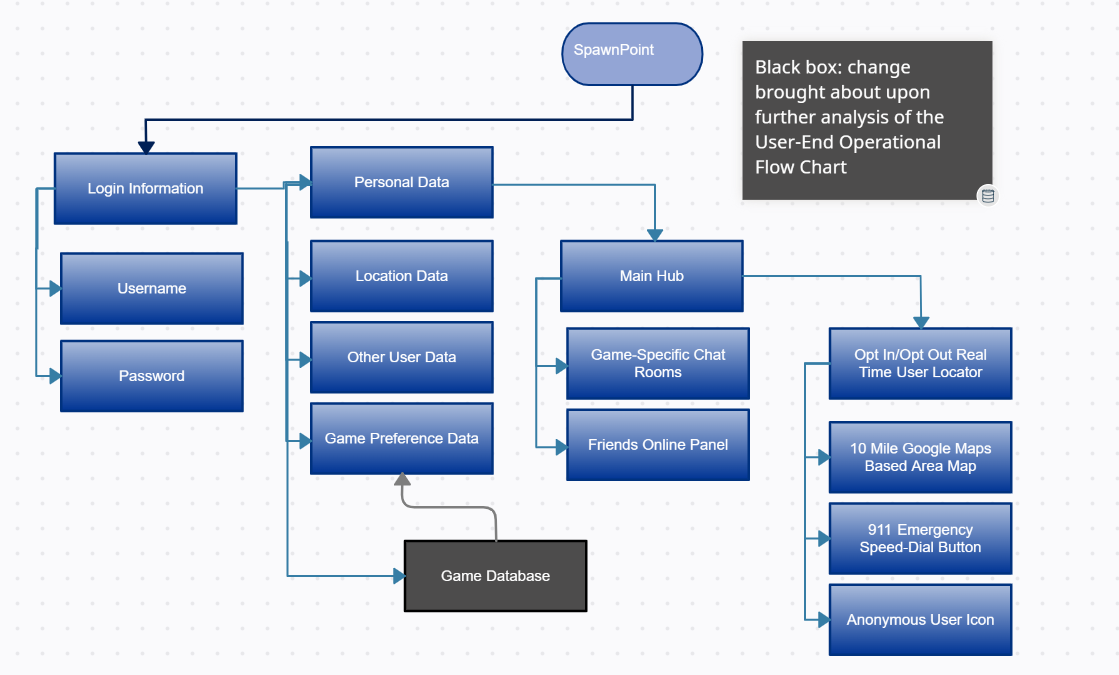 SpawnPoint
Black box: change
brought about upon
further analysis of the
User-End Operational
Flow Chart
Login Information
Username
Password
Personal Data
Location Data
Other User Data
Game Preference Data
Game Database
Main Hub
Game-Specific Chat
Rooms
Friends Online Panel
Opt In/Opt Out Real
Time User Locator
10 Mile Google Maps
Based Area Map
911 Emergency
Speed-Dial Button
Anonymous User Icon